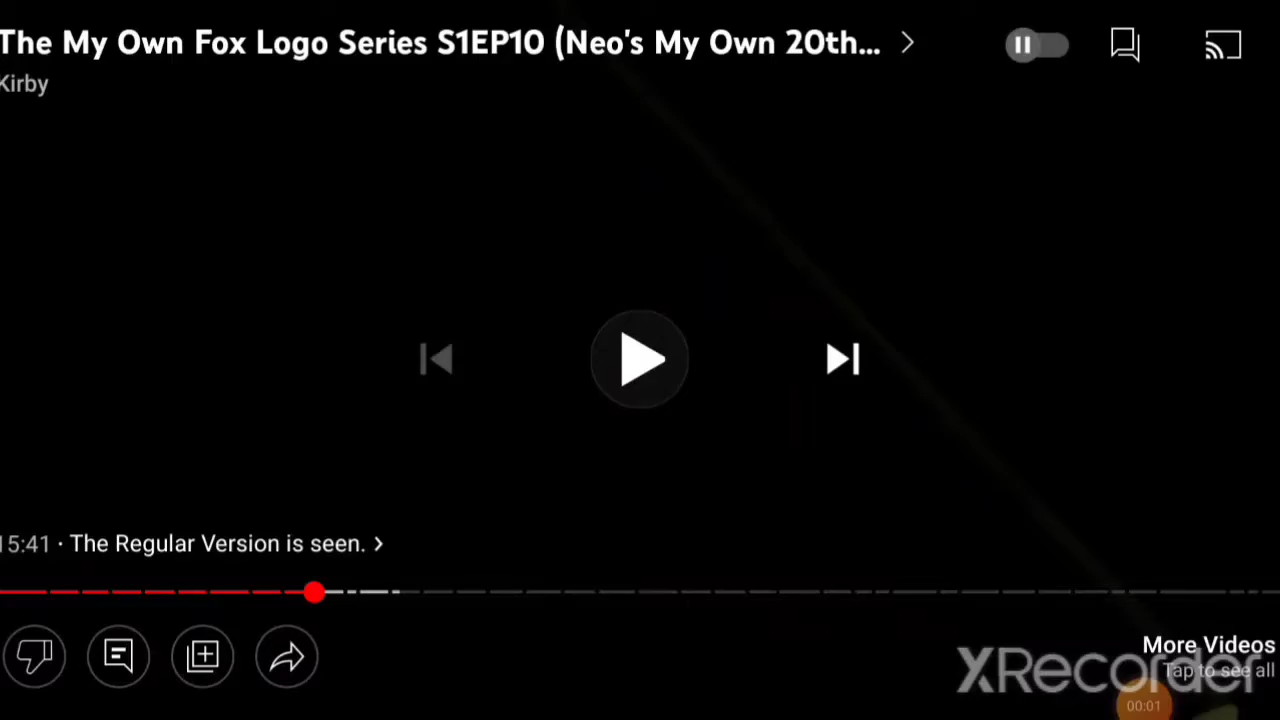 The My Own Fox Logo Series S1EP10 (Neo's My Own 20th...
Kirby
15:41 · The Regular Version is seen.
More Videos
Tap to see all
XRecorder
00:01